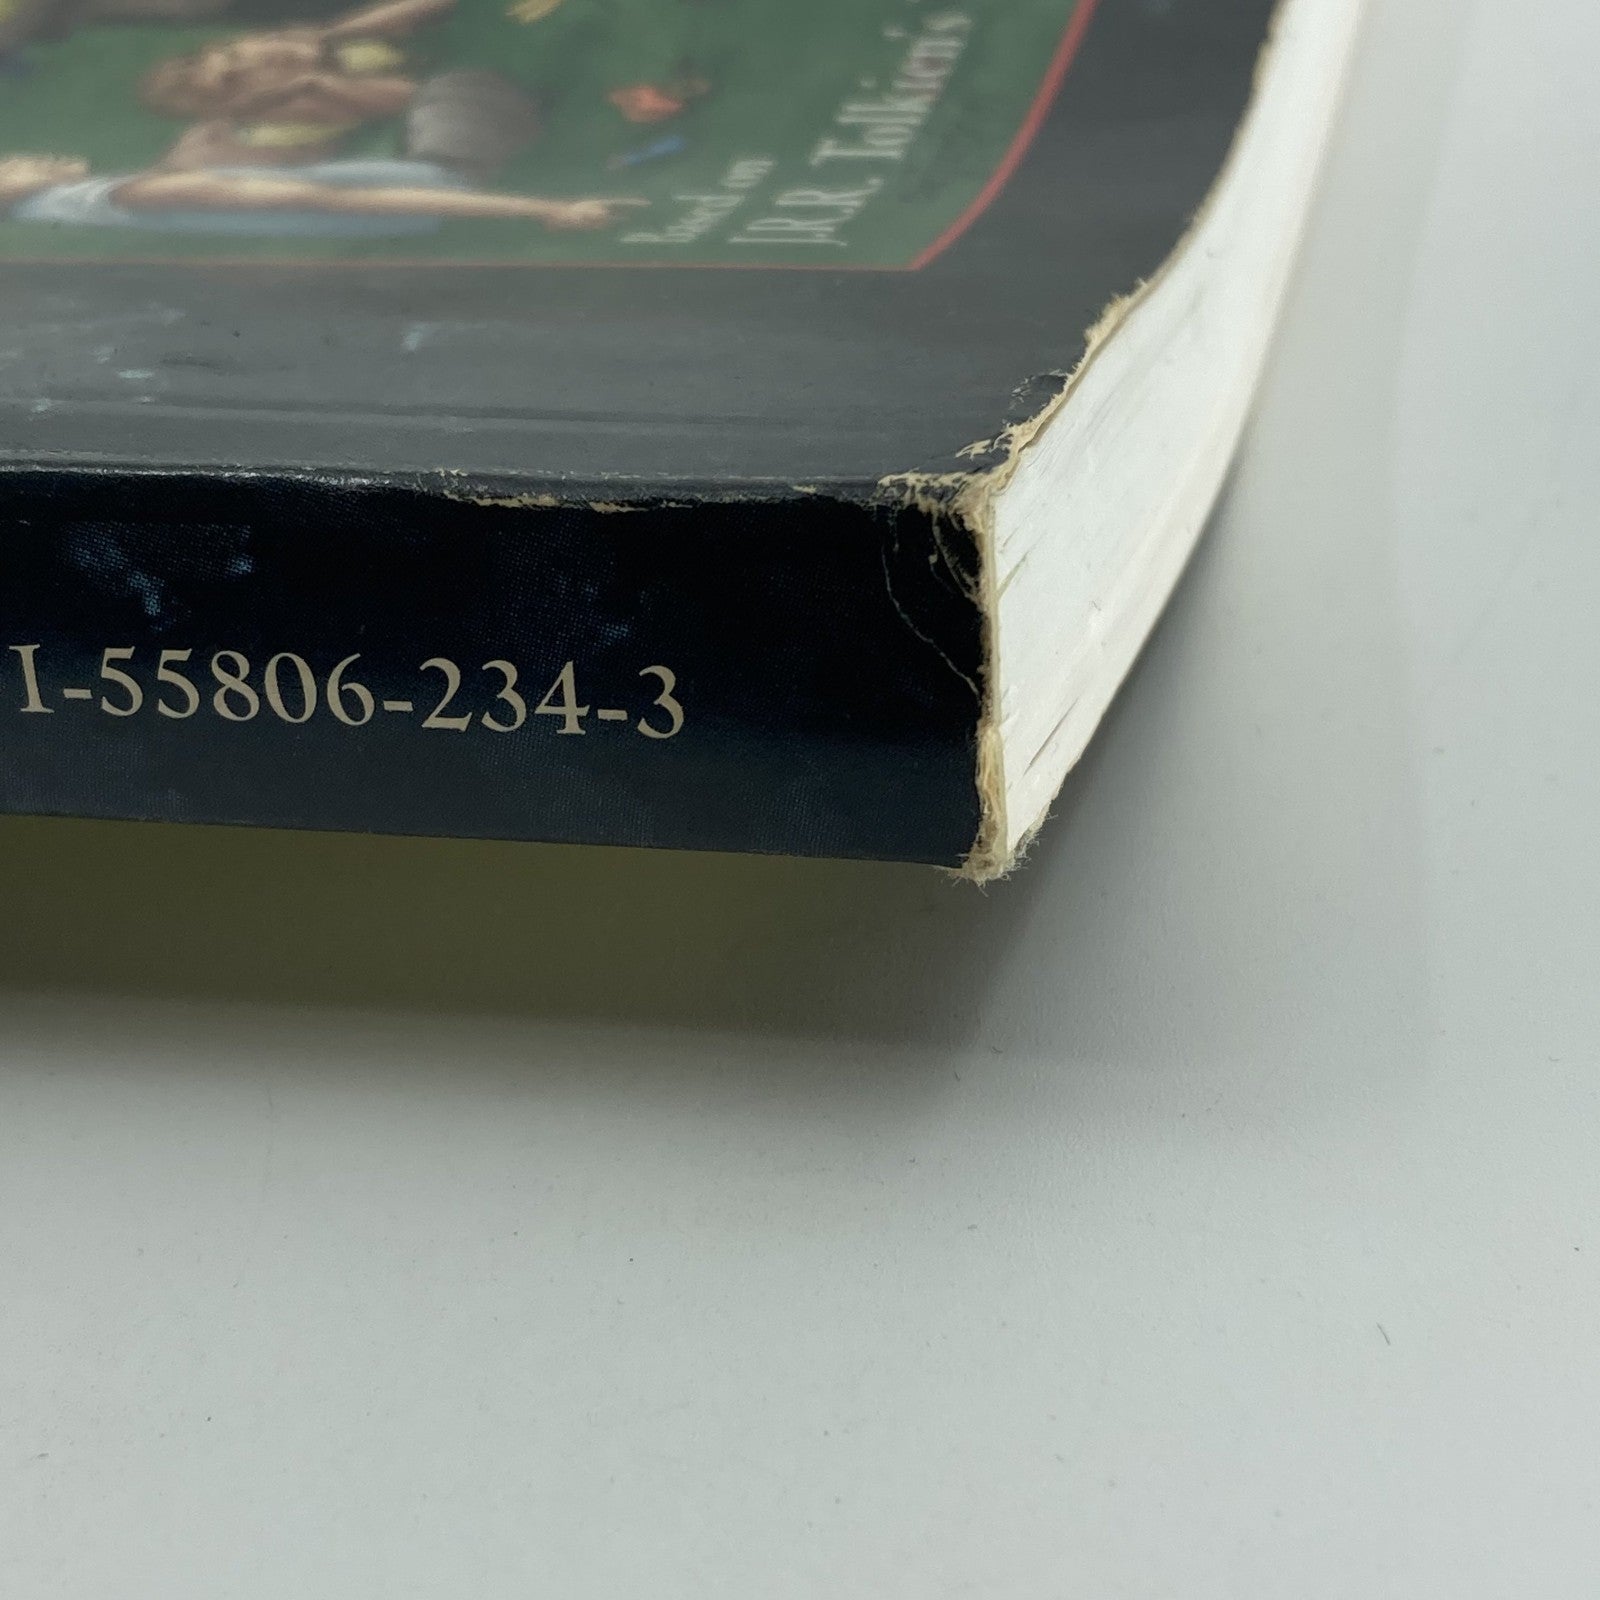 Based on
J.R.R. Tolkien's
1-55806-234-3